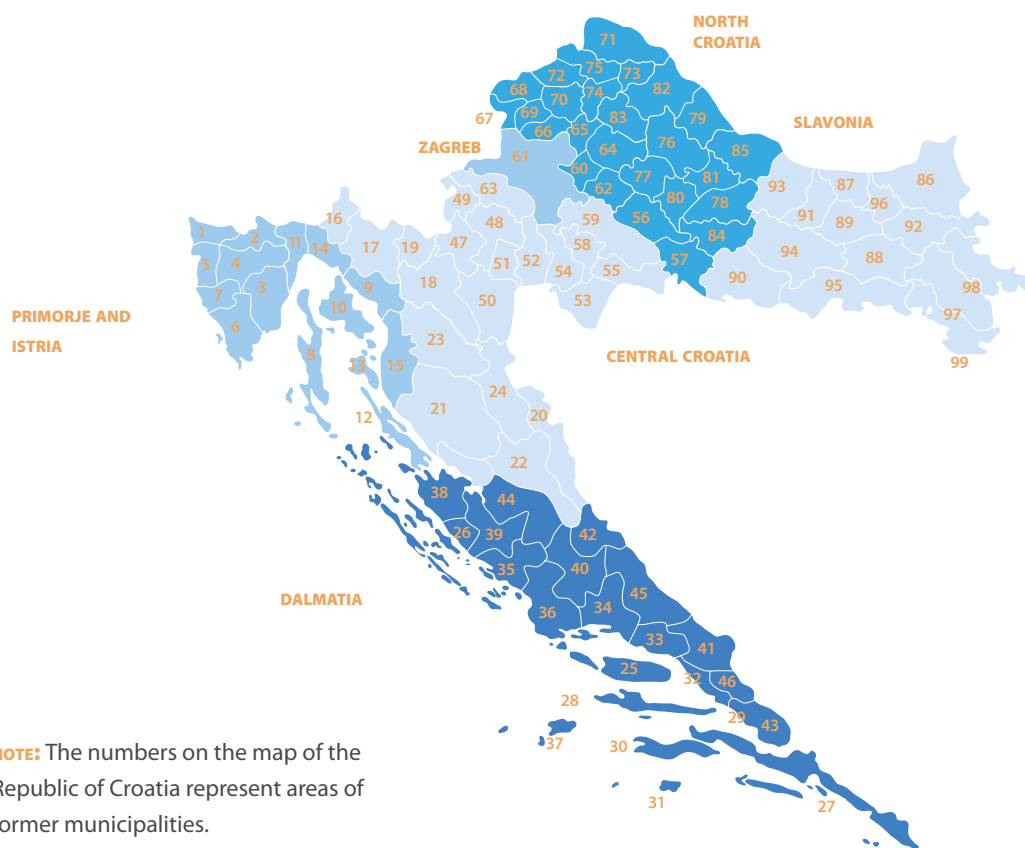 NORTH
CROATIA
71
75
72 73
68 74 82
70
67 69 83 79 SLAVONIA
66 65
ZAGREB 61 64 76 85
60 77 81 86
49 63 62 80 78 93 87
48 59 56 91 96
16 89 92
1 2 11 14 17 19 47 58 84
5 4 51 52 57 94 88
3 9 18 54 55 90 95 98
7 10 50 53
PRIMORJE AND 6 97
ISTRIA 23
8 13 15 CENTRAL CROATIA 99
24
12 21 20
22
38 44
26 39 42
35 40
DALMATIA 36 34 45
33 41
25 32 46
28 29 43
37 30
NOTE: The numbers on the map of the
Republic of Croatia represent areas of 31 27
former municipalities.